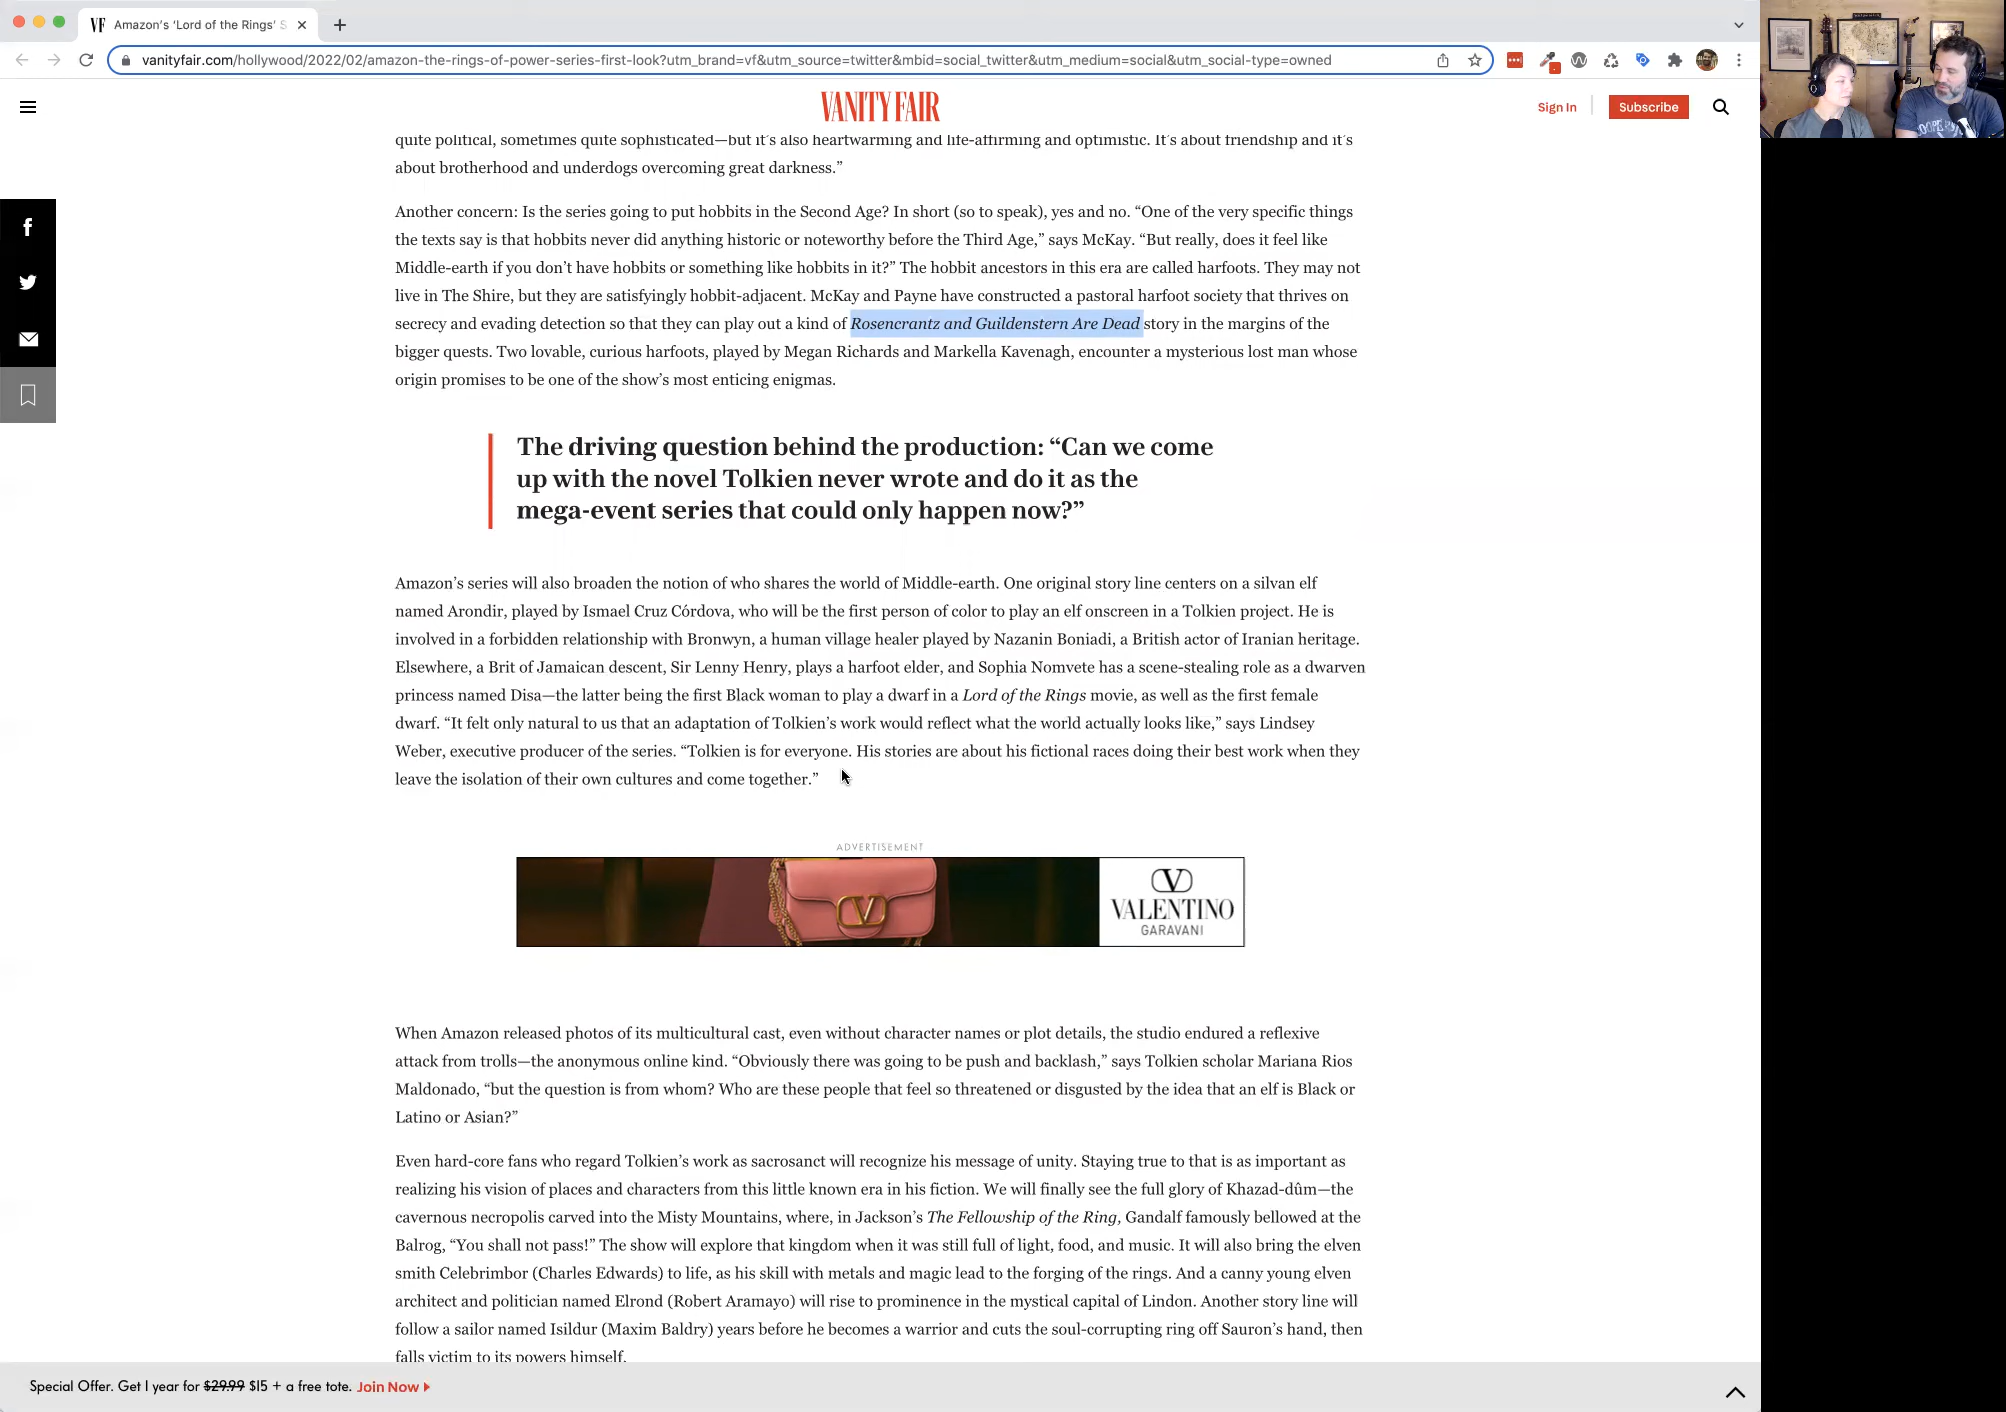 VF Amazon’s ‘Lord of the Rings’ S
vanityfair.com/hollywood/2022/02/amazon-the-rings-of-power-series-first-look?utm_brand=vf&utm_source=twitter&mbid=social_twitter&utm_medium=social&utm_social-type=owned
VANITY FAIR
Sign In
Subscribe
quite political, sometimes quite sophisticated—but it’s also heartwarming and life-affirming and optimistic. It’s about friendship and it’s
about brotherhood and underdogs overcoming great darkness.”
Another concern: Is the series going to put hobbits in the Second Age? In short (so to speak), yes and no. “One of the very specific things
the texts say is that hobbits never did anything historic or noteworthy before the Third Age,” says McKay. “But really, does it feel like
Middle-earth if you don’t have hobbits or something like hobbits in it?” The hobbit ancestors in this era are called harfoots. They may not
live in The Shire, but they are satisfyingly hobbit-adjacent. McKay and Payne have constructed a pastoral harfoot society that thrives on
secrecy and evading detection so that they can play out a kind of Rosencrantz and Guildenstern Are Dead story in the margins of the
bigger quests. Two lovable, curious harfoots, played by Megan Richards and Markella Kavenagh, encounter a mysterious lost man whose
origin promises to be one of the show’s most enticing enigmas.
The driving question behind the production: “Can we come
up with the novel Tolkien never wrote and do it as the
mega-event series that could only happen now?”
Amazon’s series will also broaden the notion of who shares the world of Middle-earth. One original story line centers on a silvan elf
named Arondir, played by Ismael Cruz Córdova, who will be the first person of color to play an elf onscreen in a Tolkien project. He is
involved in a forbidden relationship with Bronwyn, a human village healer played by Nazanin Boniadi, a British actor of Iranian heritage.
Elsewhere, a Brit of Jamaican descent, Sir Lenny Henry, plays a harfoot elder, and Sophia Nomvete has a scene-stealing role as a dwarven
princess named Disa—the latter being the first Black woman to play a dwarf in a Lord of the Rings movie, as well as the first female
dwarf. “It felt only natural to us that an adaptation of Tolkien’s work would reflect what the world actually looks like,” says Lindsey
Weber, executive producer of the series. “Tolkien is for everyone. His stories are about his fictional races doing their best work when they
leave the isolation of their own cultures and come together.”
ADVERTISEMENT
V
VALENTINO
GARAVANI
When Amazon released photos of its multicultural cast, even without character names or plot details, the studio endured a reflexive
attack from trolls—the anonymous online kind. “Obviously there was going to be push and backlash,” says Tolkien scholar Mariana Rios
Maldonado, “but the question is from whom? Who are these people that feel so threatened or disgusted by the idea that an elf is Black or
Latino or Asian?”
Even hard-core fans who regard Tolkien’s work as sacrosanct will recognize his message of unity. Staying true to that is as important as
realizing his vision of places and characters from this little known era in his fiction. We will finally see the full glory of Khazad-dûm—the
cavernous necropolis carved into the Misty Mountains, where, in Jackson’s The Fellowship of the Ring, Gandalf famously bellowed at the
Balrog, “You shall not pass!” The show will explore that kingdom when it was still full of light, food, and music. It will also bring the elven
smith Celebrimbor (Charles Edwards) to life, as his skill with metals and magic lead to the forging of the rings. And a canny young elven
architect and politician named Elrond (Robert Aramayo) will rise to prominence in the mystical capital of Lindon. Another story line will
follow a sailor named Isildur (Maxim Baldry) years before he becomes a warrior and cuts the soul-corrupting ring off Sauron’s hand, then
falls victim to its powers himself.
Special Offer. Get 1 year for $29.99 $15 + a free tote. Join Now